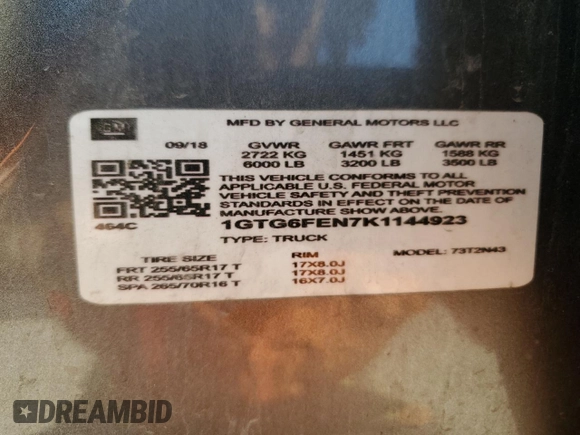 GM
MFD BY GENERAL MOTORS LLC
09/18 GVWR GAWR FRT GAWR RR
2722 KG 1451 KG 1588 KG
6000 LB 3200 LB 3500 LB
THIS VEHICLE CONFORMS TO ALL
APPLICABLE U.S. FEDERAL MOTOR
VEHICLE SAFETY AND THEFT PREVENTION
STANDARDS IN EFFECT ON THE DATE OF
MANUFACTURE SHOWN ABOVE.
464C 1GTG6FEN7K1144923
TYPE: TRUCK MODEL: 73T2N43
TIRE SIZE RIM
FRT 255/65R17 T 17X8.0J
RR 255/65R17 T 17X8.0J
SPA 265/70R16 T 16X7.0J
DREAMBID